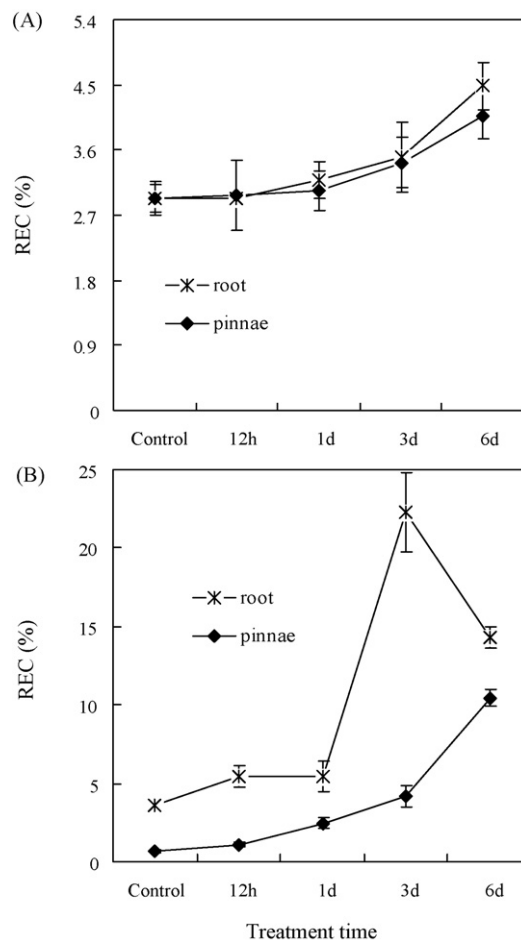 (A)
5.4
4.5
3.6
2.7
1.8
0.9
0
REC (%)
root
pinnae
Control 12h 1d 3d 6d
(B)
25
20
15
10
5
0
REC (%)
root
pinnae
Control 12h 1d 3d 6d
Treatment time